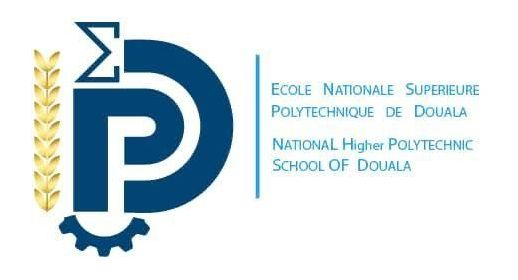 ECOLE NATIONALE SUPERIEURE
POLYTECHNIQUE DE DOUALA
NATIONAL Higher POLYTECHNIC
SCHOOL OF DOUALA